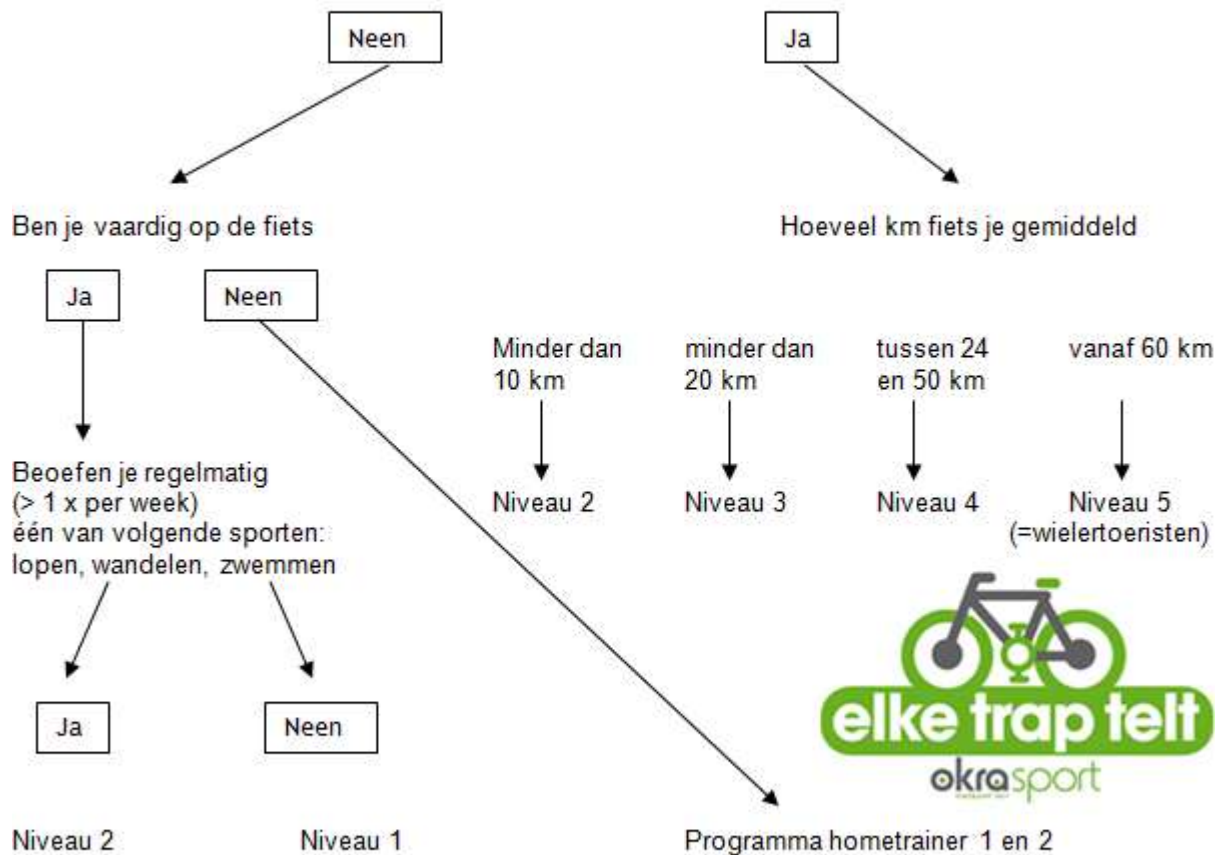 Neen
Ja
Ben je vaardig op de fiets
Hoeveel km fiets je gemiddeld
Ja
Neen
Minder dan
10 km
minder dan
20 km
tussen 24
en 50 km
vanaf 60 km
Beoefen je regelmatig
(> 1 x per week)
één van volgende sporten:
lopen, wandelen, zwemmen
Niveau 2
Niveau 3
Niveau 4
Niveau 5
(=wielertoeristen)
Ja
Neen
elke trap telt
okrasport
Niveau 2
Niveau 1
Programma hometrainer 1 en 2